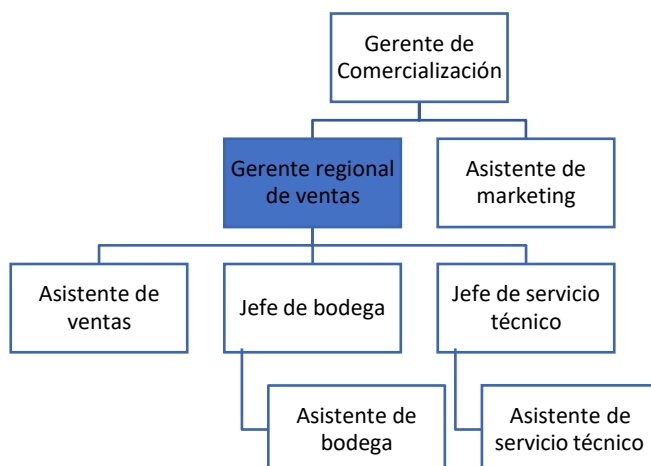 Gerente de
Comercialización
Gerente regional
de ventas
Asistente de
marketing
Asistente de
ventas
Jefe de bodega
Jefe de servicio
técnico
Asistente de
bodega
Asistente de
servicio técnico